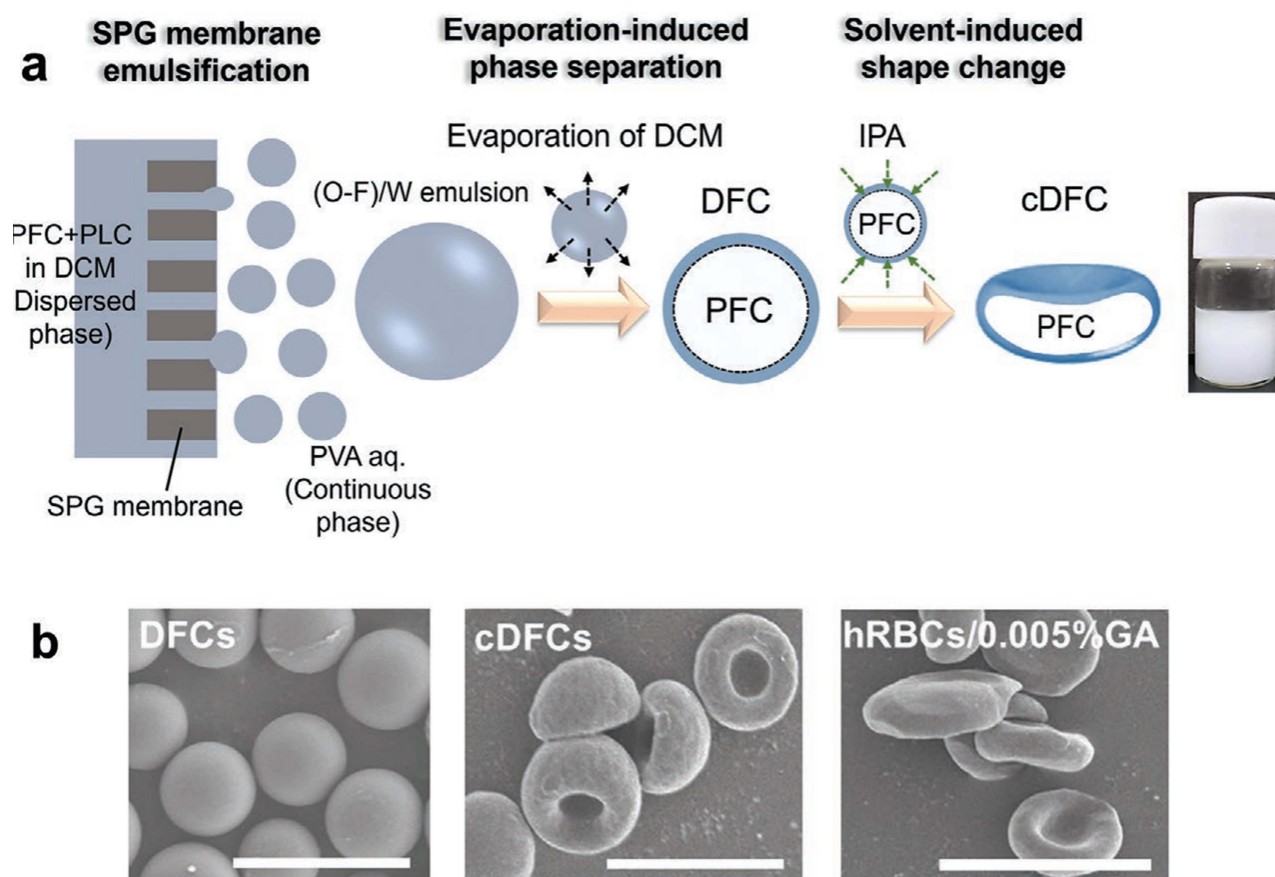 a
SPG membrane
emulsification
Evaporation-induced
phase separation
Solvent-induced
shape change
PFC+PLC
in DCM
Dispersed
phase)
SPG membrane
PVA aq.
(Continuous
phase)
(O-F)/W emulsion
Evaporation of DCM
DFC
PFC
IPA
PFC
cDFC
PFC
b
DFCs
cDFCs
hRBCs/0.005%GA